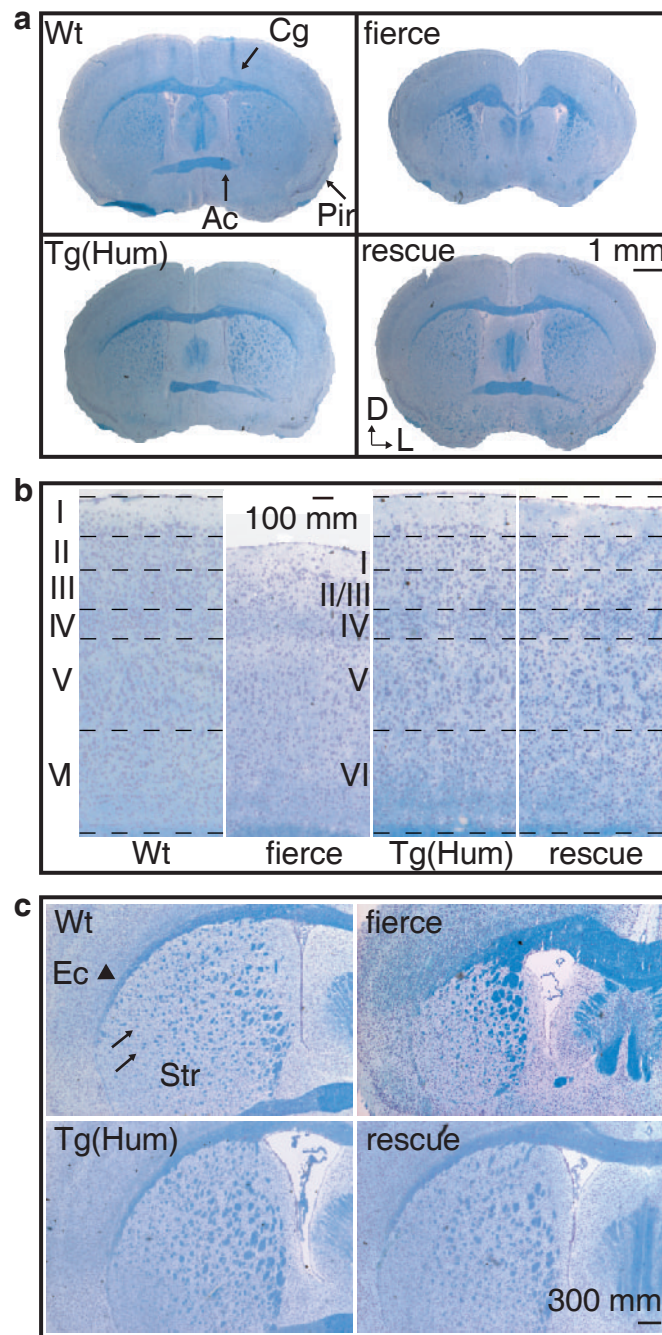 a
Wt
Cg
Ac
Pir
fierce
Tg(Hum)
rescue
1 mm
D
L
b
I
II
III
IV
V
VI
100 mm
I
II/III
IV
V
VI
Wt
fierce
Tg(Hum)
rescue
c
Wt
Ec
Str
fierce
Tg(Hum)
rescue
300 mm